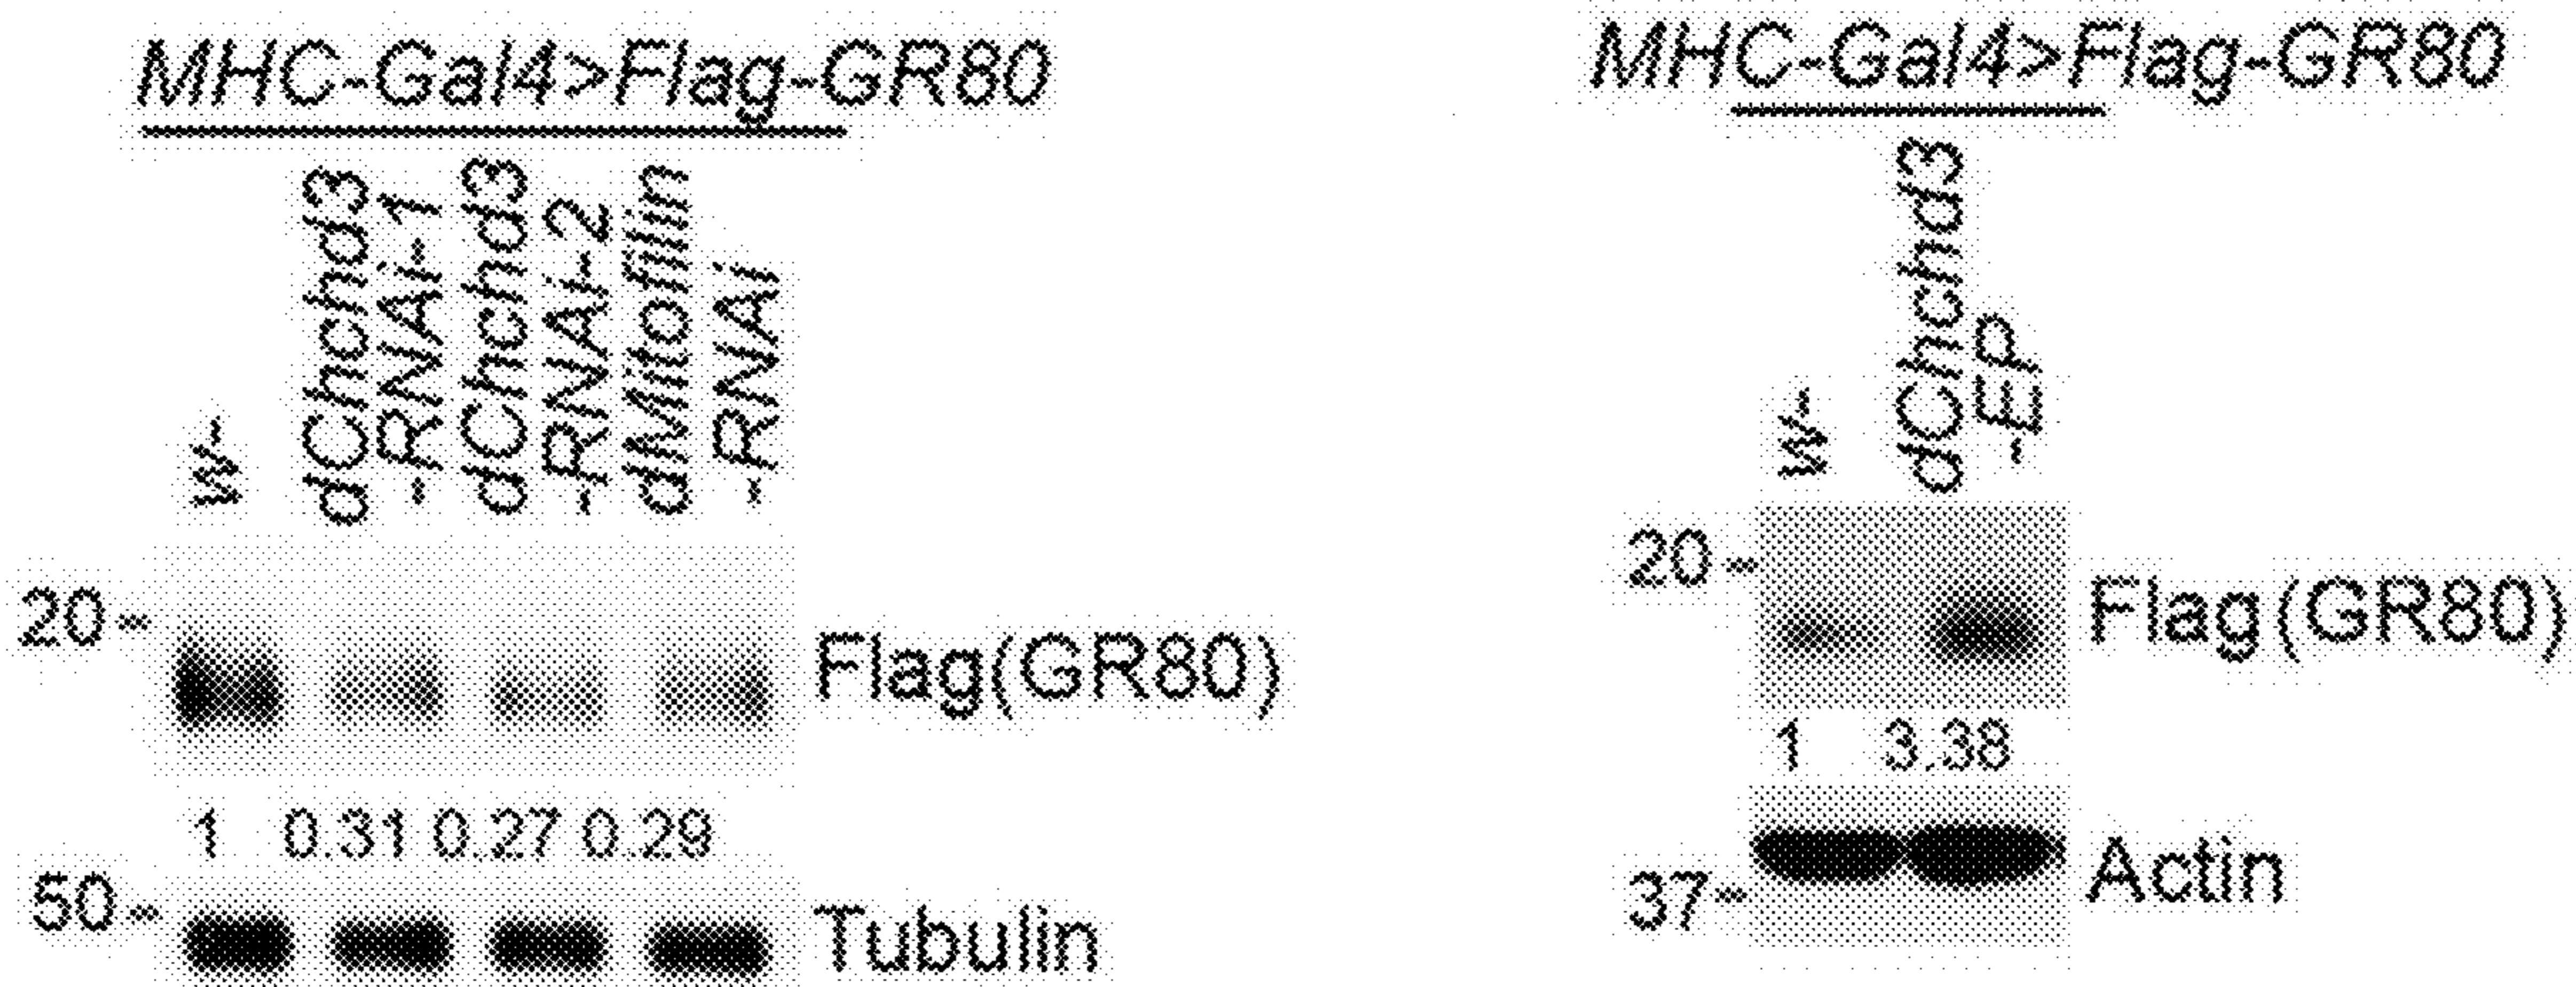 MHC-Gal4>Flag-GR80
w-
dChchd3
-RNAi-1
dChchd3
-RNAi-2
dMitofilin
-RNAi
20-
Flag(GR80)
1 0.31 0.27 0.29
50-
Tubulin
MHC-Gal4>Flag-GR80
w-
dChchd3
-EP
20-
Flag(GR80)
1 3.38
37-
Actin